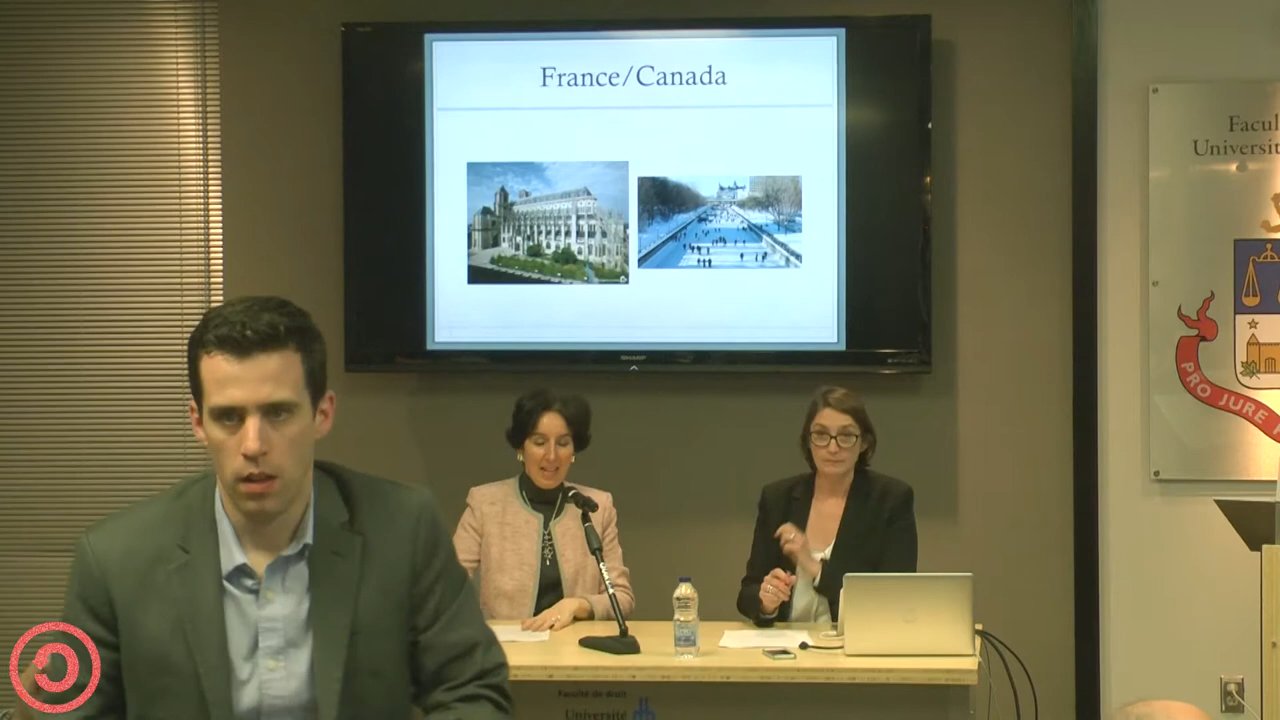 France/Canada
SHARP
Facul
Universit
PRO JURE
Faculté de droit
Université